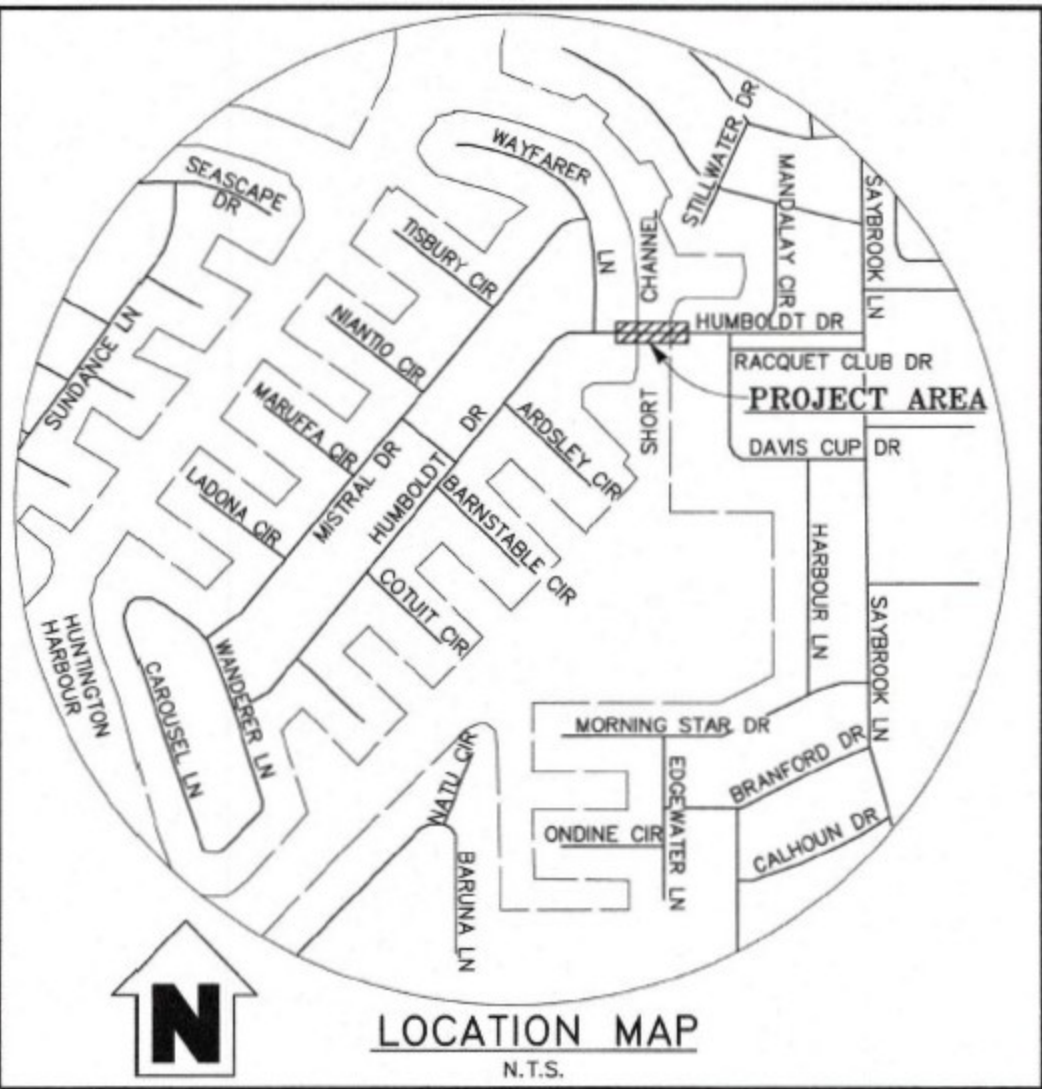 SEASCAPE
DR
WAYFARER
LN
STILLWATER DR
MANDALAY CIR
SAYBROOK LN
CHANNEL
SHORT
TISBURY CIR
NIANTIO CIR
MARUFFA CIR
LADONA CIR
SUNDANCE LN
HUMBOLDT DR
RACQUET CLUB DR
PROJECT AREA
DAVIS CUP DR
ARDSLEY CIR
MISTRAL DR
HUMBOLDT DR
BARNSTABLE CIR
COTUIT CIR
HARBOUR LN
SAYBROOK LN
HUNTINGTON
HARBOUR
CAROUSEL LN
WANDERER LN
MORNING STAR DR
NATU CIR
EDGEWATER LN
BRANFORD DR
ONDINE CIR
CALHOUN DR
BARUNA LN
N
LOCATION MAP
N.T.S.